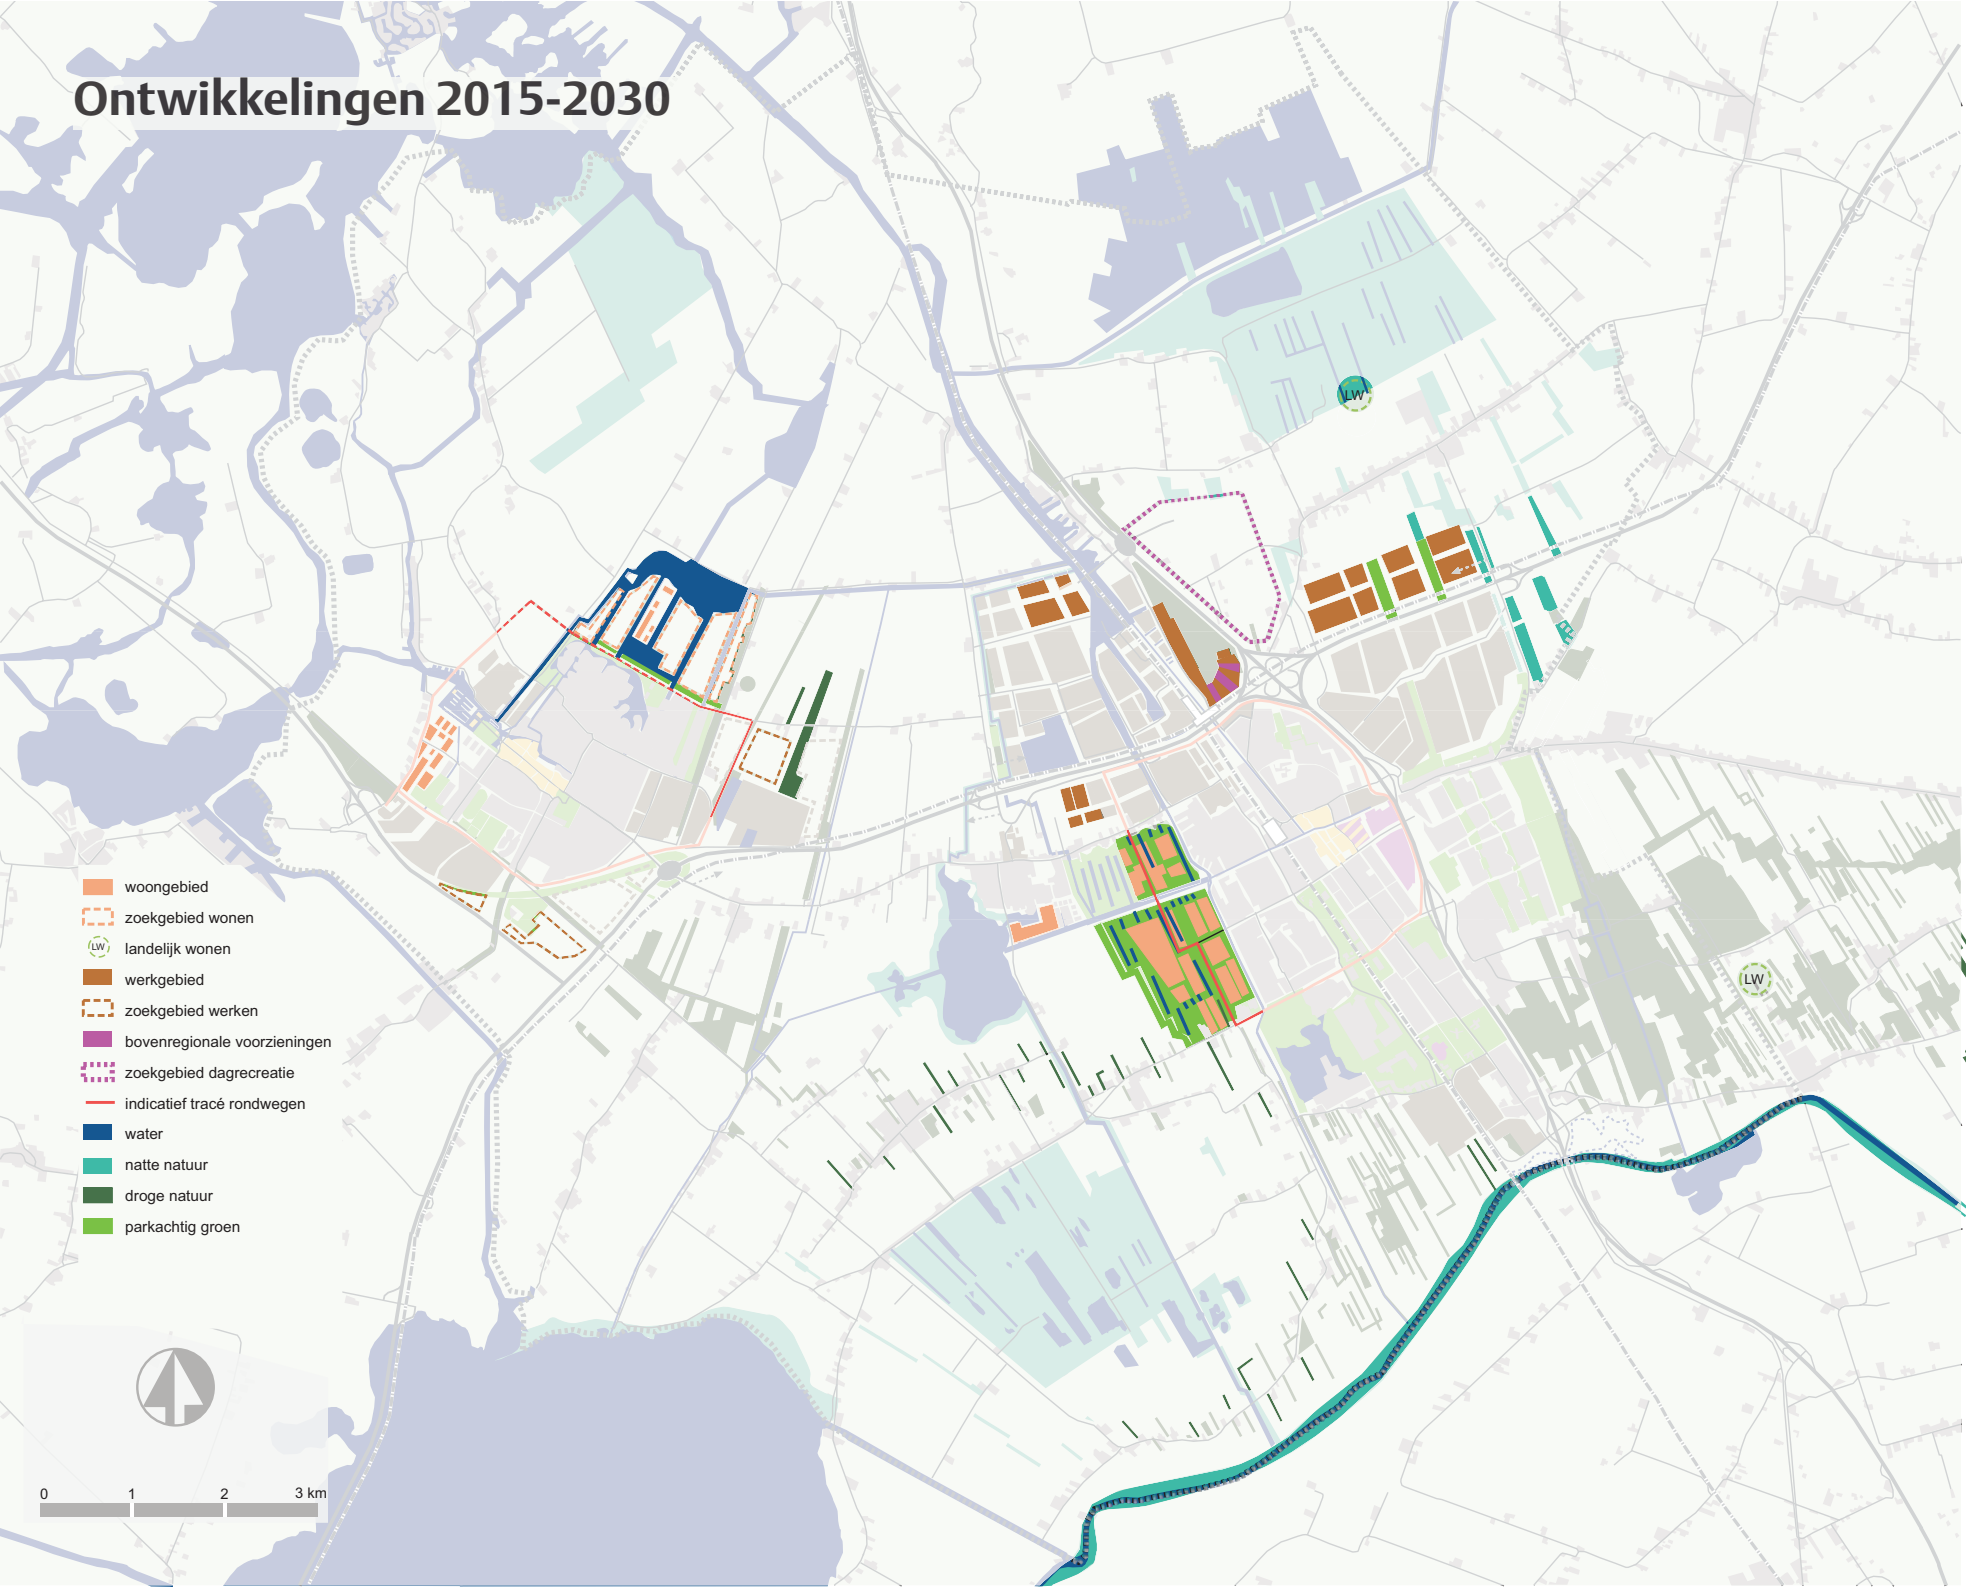 Ontwikkelingen 2015-2030
LW
LW
woongebied
zoekgebied wonen
LW landelijk wonen
werkgebied
zoekgebied werken
bovenregionale voorzieningen
zoekgebied dagrecreatie
indicatief tracé rondwegen
water
natte natuur
droge natuur
parkachtig groen
0 1 2 3 km